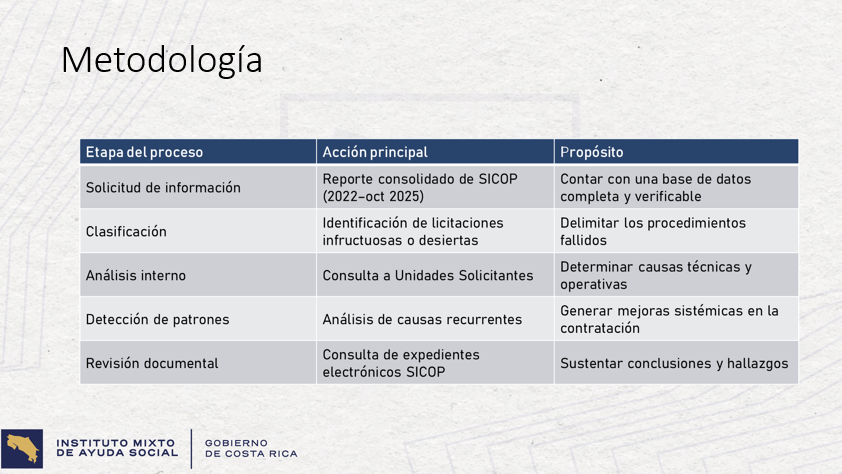 Metodología
Etapa del proceso
Acción principal
Propósito
Solicitud de información
Reporte consolidado de SICOP
(2022–oct 2025)
Contar con una base de datos
completa y verificable
Clasificación
Identificación de licitaciones
infructuosas o desiertas
Delimitar los procedimientos
fallidos
Análisis interno
Consulta a Unidades Solicitantes
Determinar causas técnicas y
operativas
Detección de patrones
Análisis de causas recurrentes
Generar mejoras sistémicas en la
contratación
Revisión documental
Consulta de expedientes
electrónicos SICOP
Sustentar conclusiones y hallazgos
INSTITUTO MIXTO
DE AYUDA SOCIAL
GOBIERNO
DE COSTA RICA